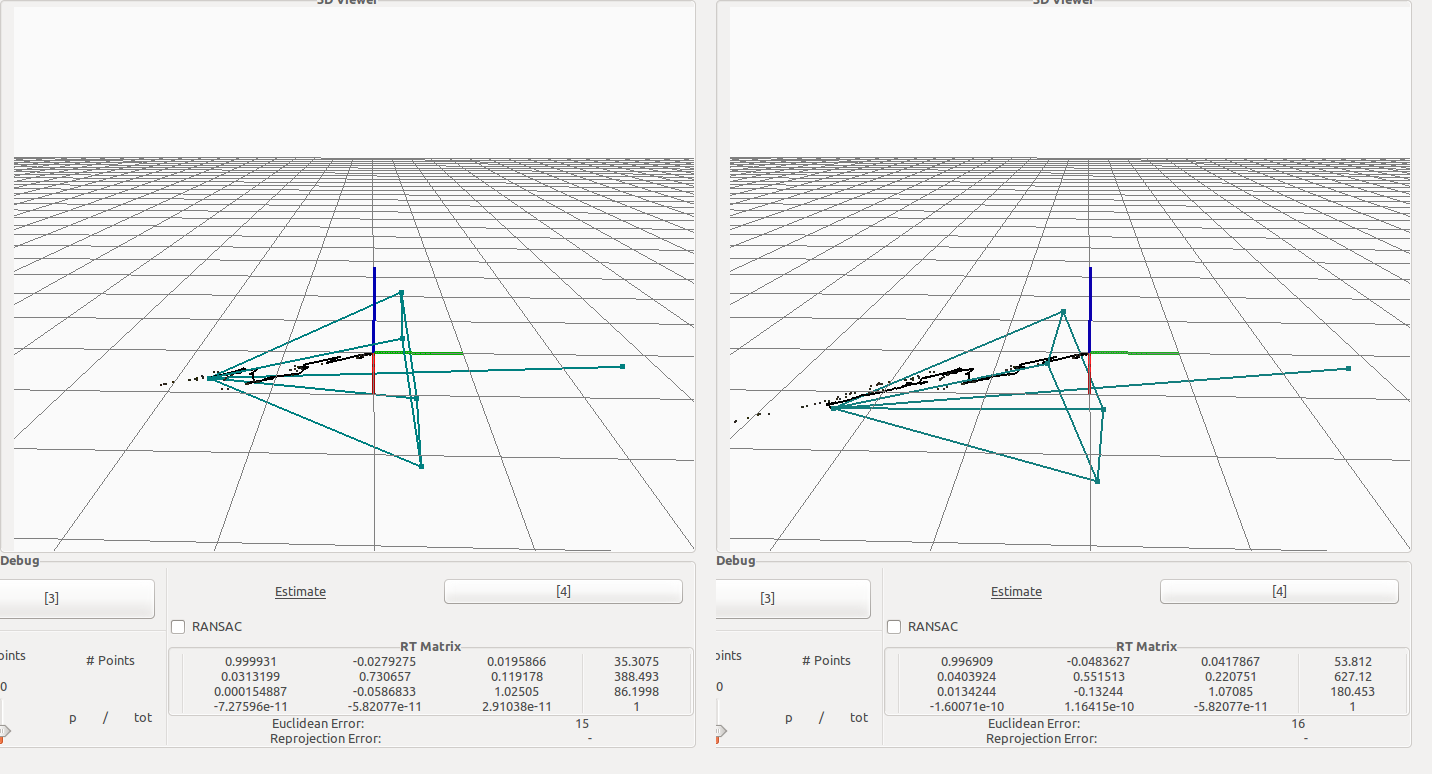 3D Viewer
Debug
[3]
Estimate
[4]
RANSAC
RT Matrix
oints
# Points
0.999931 -0.0279275 0.0195866 35.3075
0.0313199 0.730657 0.119178 388.493
0
0.000154887 -0.0586833 1.02505 86.1998
-7.27596e-11 -5.82077e-11 2.91038e-11 1
p / tot
Euclidean Error: 15
Reprojection Error: -
3D Viewer
Debug
[3]
Estimate
[4]
RANSAC
RT Matrix
oints
# Points
0.996909 -0.0483627 0.0417867 53.812
0.0403924 0.551513 0.220751 627.12
0
0.0134244 -0.13244 1.07085 180.453
-1.60071e-10 1.16415e-10 -5.82077e-11 1
p / tot
Euclidean Error: 16
Reprojection Error: -